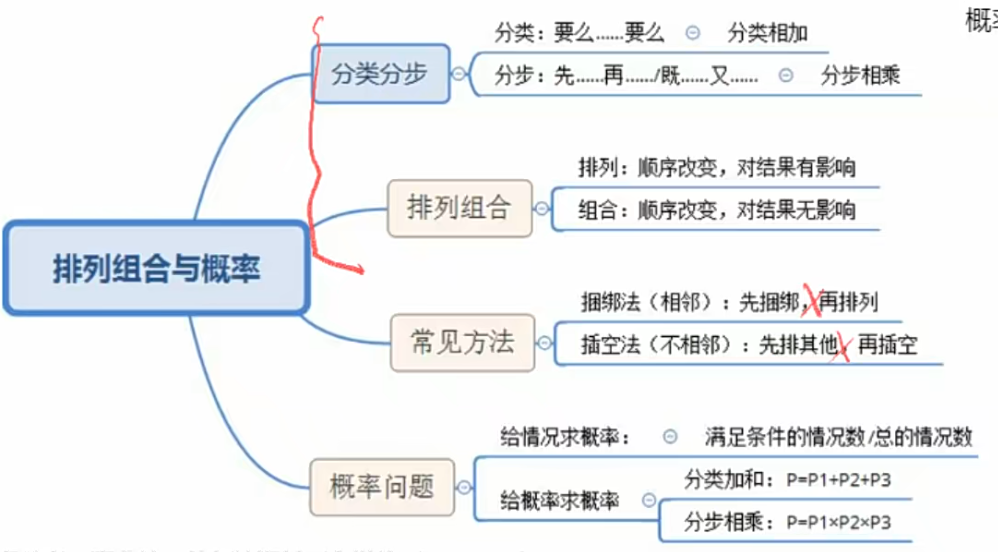 概率
分类：要么……要么 分类相加
分类分步
分步：先……再……/既……又…… 分步相乘
排列：顺序改变，对结果有影响
排列组合
组合：顺序改变，对结果无影响
排列组合与概率
捆绑法（相邻）：先捆绑，再排列
常见方法
插空法（不相邻）：先排其他，再插空
给情况求概率： 满足条件的情况数/总的情况数
概率问题
分类加和：P=P1+P2+P3
给概率求概率
分步相乘：P=P1×P2×P3